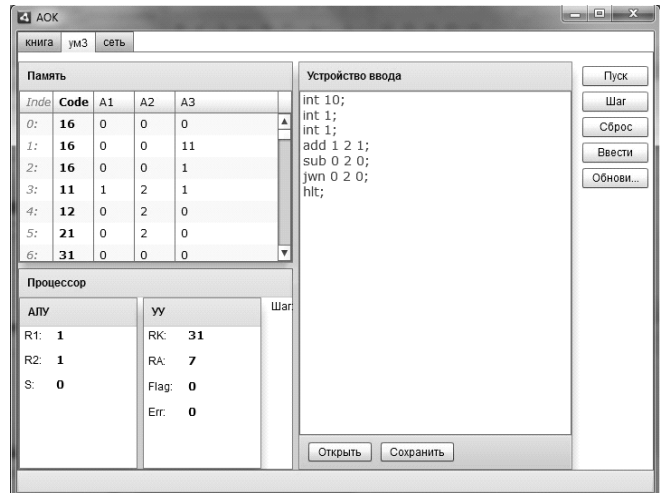 АОК
книга ум3 сеть
Память
Inde Code A1 A2 A3
0: 16 0 0 0
1: 16 0 0 11
2: 16 0 0 1
3: 11 1 2 1
4: 12 0 2 0
5: 21 0 2 0
6: 31 0 0 0
Процессор
АЛУ
R1: 1
R2: 1
S: 0
УУ
RK: 31
RA: 7
Flag: 0
Err: 0
Шаг:
Устройство ввода
int 10;
int 1;
int 1;
add 1 2 1;
sub 0 2 0;
jwn 0 2 0;
hlt;
Открыть Сохранить
Пуск
Шаг
Сброс
Ввести
Обнови...